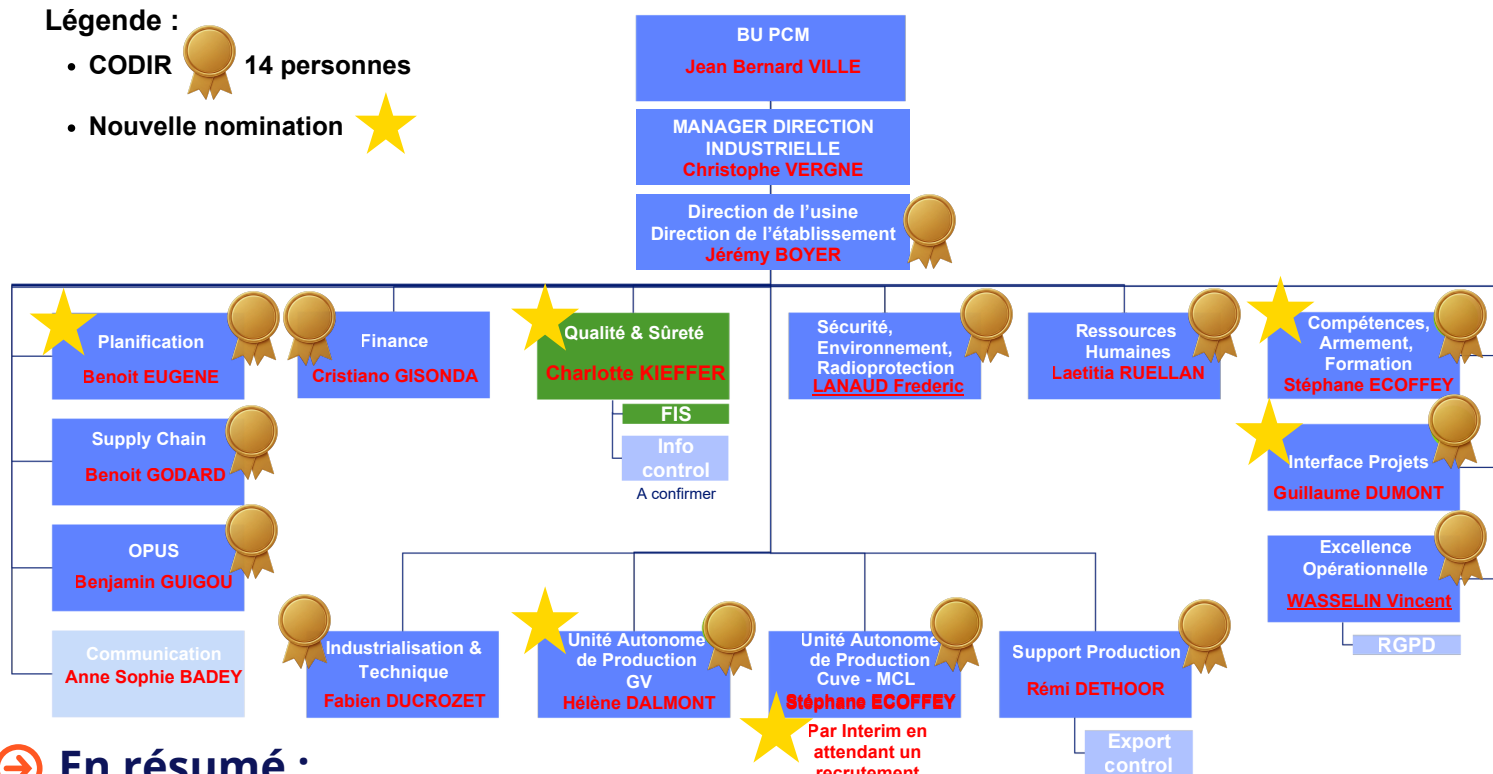 Légende :
• CODIR 14 personnes
• Nouvelle nomination
BU PCM
Jean Bernard VILLE
MANAGER DIRECTION
INDUSTRIELLE
Christophe VERGNE
Direction de l'usine
Direction de l'établissement
Jérémy BOYER
Planification
Benoit EUGENE
Finance
Cristiano GISONDA
Qualité & Sûreté
Charlotte KIEFFER
FIS
Info
control
A confirmer
Sécurité,
Environnement,
Radioprotection
LANAUD Frederic
Ressources
Humaines
Laetitia RUELLAN
Compétences,
Armement,
Formation
Stéphane ECOFFEY
Supply Chain
Benoit GODARD
Interface Projets
Guillaume DUMONT
OPUS
Benjamin GUIGOU
Excellence
Opérationnelle
WASSELIN Vincent
RGPD
Communication
Anne Sophie BADEY
Industrialisation &
Technique
Fabien DUCROZET
Unité Autonome
de Production
GV
Hélène DALMONT
Unité Autonome
de Production
Cuve - MCL
Stéphane ECOFFEY
Par Interim en
attendant un
recrutement
Support Production
Rémi DETHOOR
Export
control
En résumé :